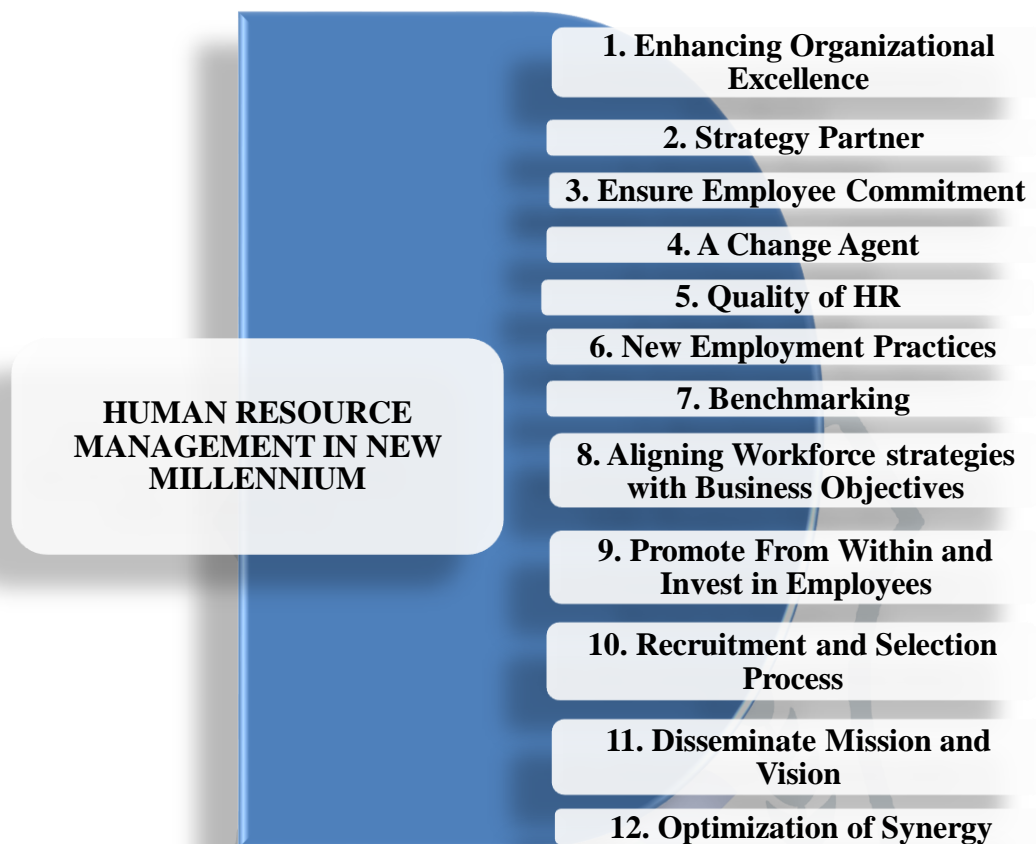 1. Enhancing Organizational
Excellence
2. Strategy Partner
3. Ensure Employee Commitment
4. A Change Agent
5. Quality of HR
6. New Employment Practices
7. Benchmarking
8. Aligning Workforce strategies
with Business Objectives
9. Promote From Within and
Invest in Employees
10. Recruitment and Selection
Process
11. Disseminate Mission and
Vision
12. Optimization of Synergy
HUMAN RESOURCE
MANAGEMENT IN NEW
MILLENNIUM